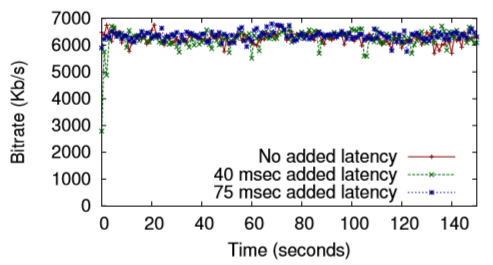 7000
6000
5000
4000
3000
2000
1000
0
Bitrate (Kb/s)
No added latency
40 msec added latency
75 msec added latency
0 20 40 60 80 100 120 140
Time (seconds)